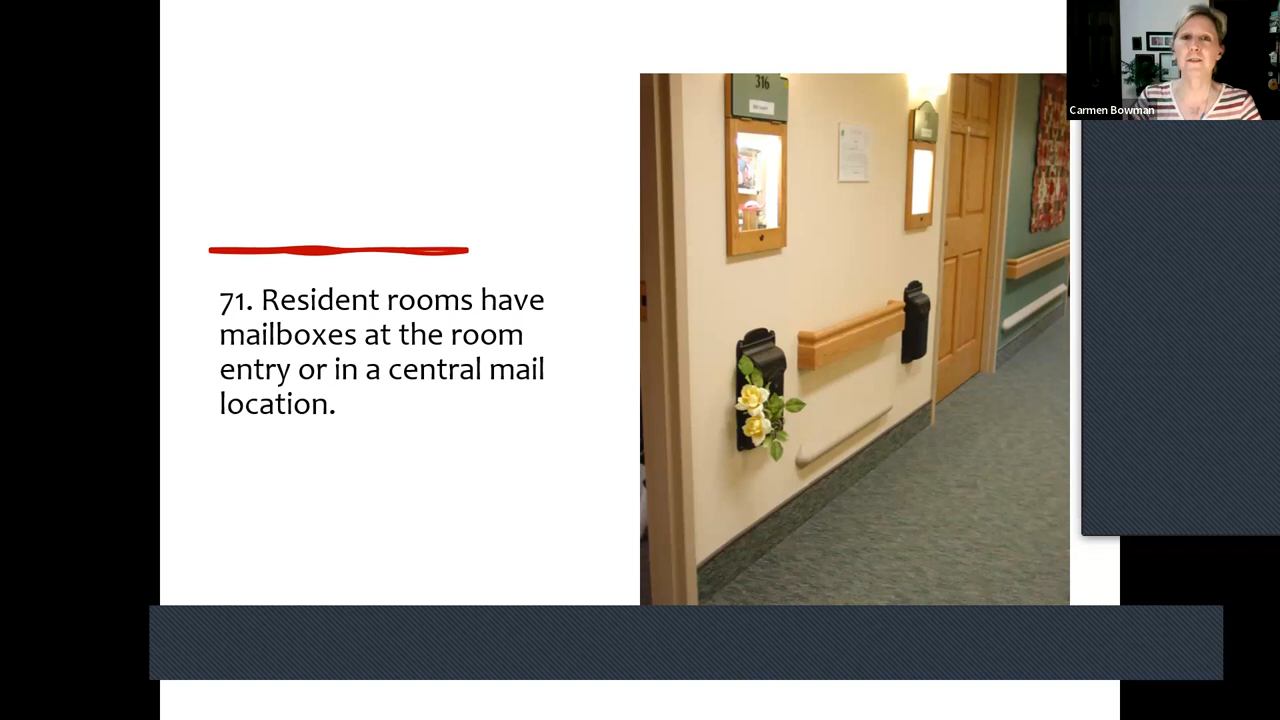 71. Resident rooms have
mailboxes at the room
entry or in a central mail
location.
316
Carmen Bowman